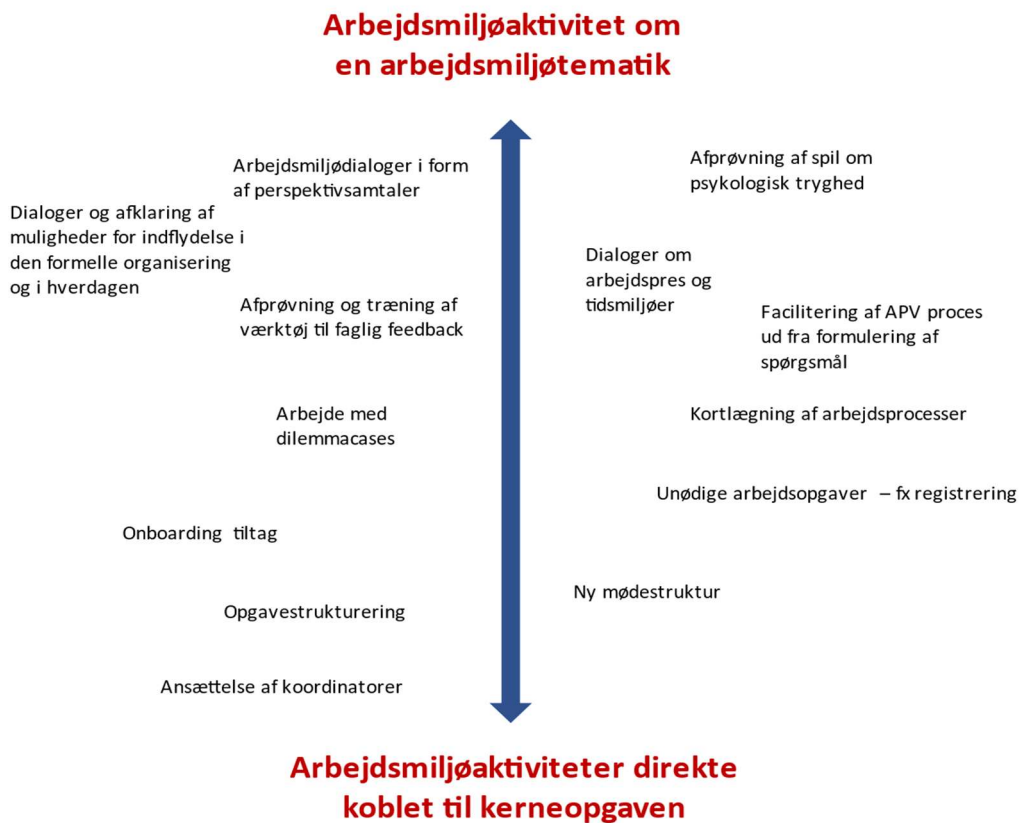 Arbejdsmiljøaktivitet om
en arbejdsmiljøtematik
Arbejdsmiljødialoger i form
af perspektivsamtaler
Afprøvning af spil om
psykologisk tryghed
Dialoger og afklaring af
muligheder for indflydelse i
den formelle organisering
og i hverdagen
Dialoger om
arbejdspres og
tidsmiljøer
Afprøvning og træning af
værktøj til faglig feedback
Facilitering af APV proces
ud fra formulering af
spørgsmål
Arbejde med
dilemmacases
Kortlægning af arbejdsprocesser
Unødige arbejdsopgaver – fx registrering
Onboarding tiltag
Ny mødestruktur
Opgavestrukturering
Ansættelse af koordinatorer
Arbejdsmiljøaktiviteter direkte
koblet til kerneopgaven